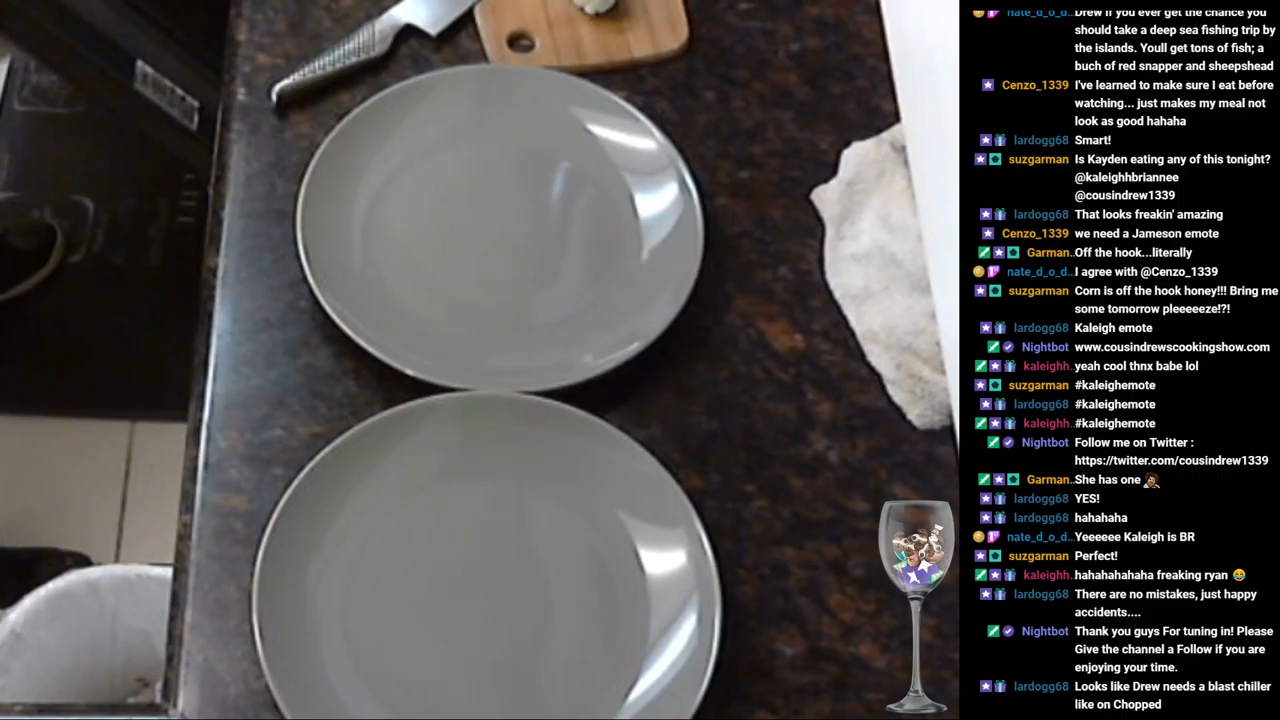 nate_d_o_d... Drew if you ever get the chance you
should take a deep sea fishing trip by
the islands. Youll get tons of fish; a
buch of red snapper and sheepshead
Cenzo_1339 I've learned to make sure I eat before
watching... just makes my meal not
look as good hahaha
lardogg68 Smart!
suzgarman Is Kayden eating any of this tonight?
@kaleighhbriannee
@cousindrew1339
lardogg68 That looks freakin' amazing
Cenzo_1339 we need a Jameson emote
Garman... Off the hook...literally
nate_d_o_d... I agree with @Cenzo_1339
suzgarman Corn is off the hook honey!!! Bring me
some tomorrow pleeeeeze!?!
lardogg68 Kaleigh emote
Nightbot www.cousindrewscookingshow.com
kaleighh... yeah cool thnx babe lol
suzgarman #kaleighemote
lardogg68 #kaleighemote
kaleighh... #kaleighemote
Nightbot Follow me on Twitter :
https://twitter.com/cousindrew1339
Garman... She has one
lardogg68 YES!
lardogg68 hahahaha
nate_d_o_d... Yeeeeee Kaleigh is BR
suzgarman Perfect!
kaleighh... hahahahahaha freaking ryan 😂
lardogg68 There are no mistakes, just happy
accidents....
Nightbot Thank you guys For tuning in! Please
Give the channel a Follow if you are
enjoying your time.
lardogg68 Looks like Drew needs a blast chiller
like on Chopped